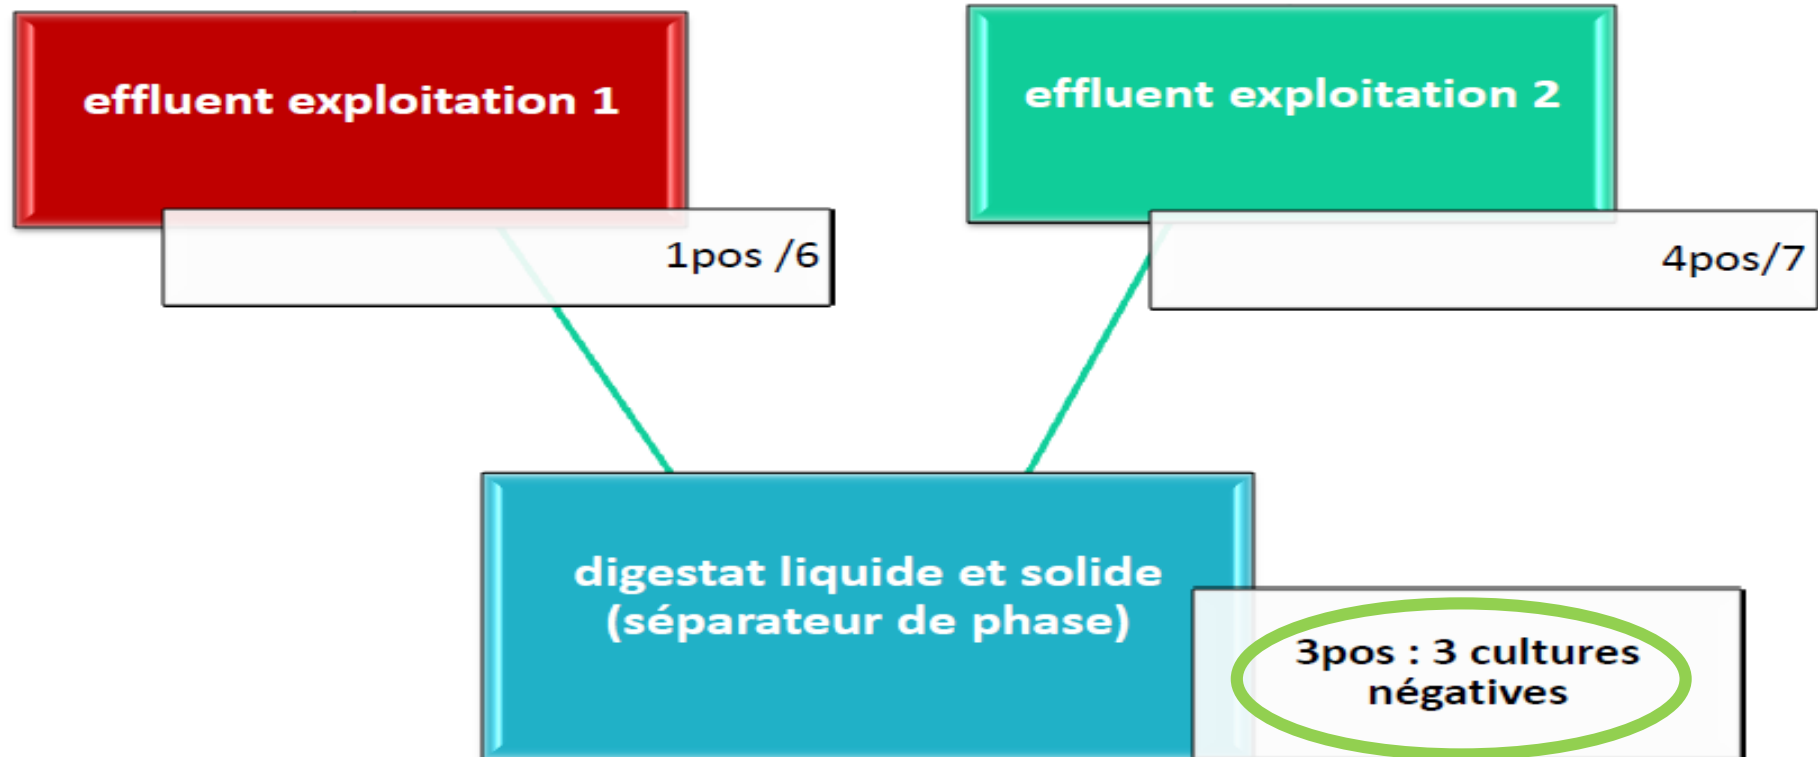 effluent exploitation 1
effluent exploitation 2
1pos /6
4pos/7
digestat liquide et solide
(séparateur de phase)
3pos : 3 cultures
négatives